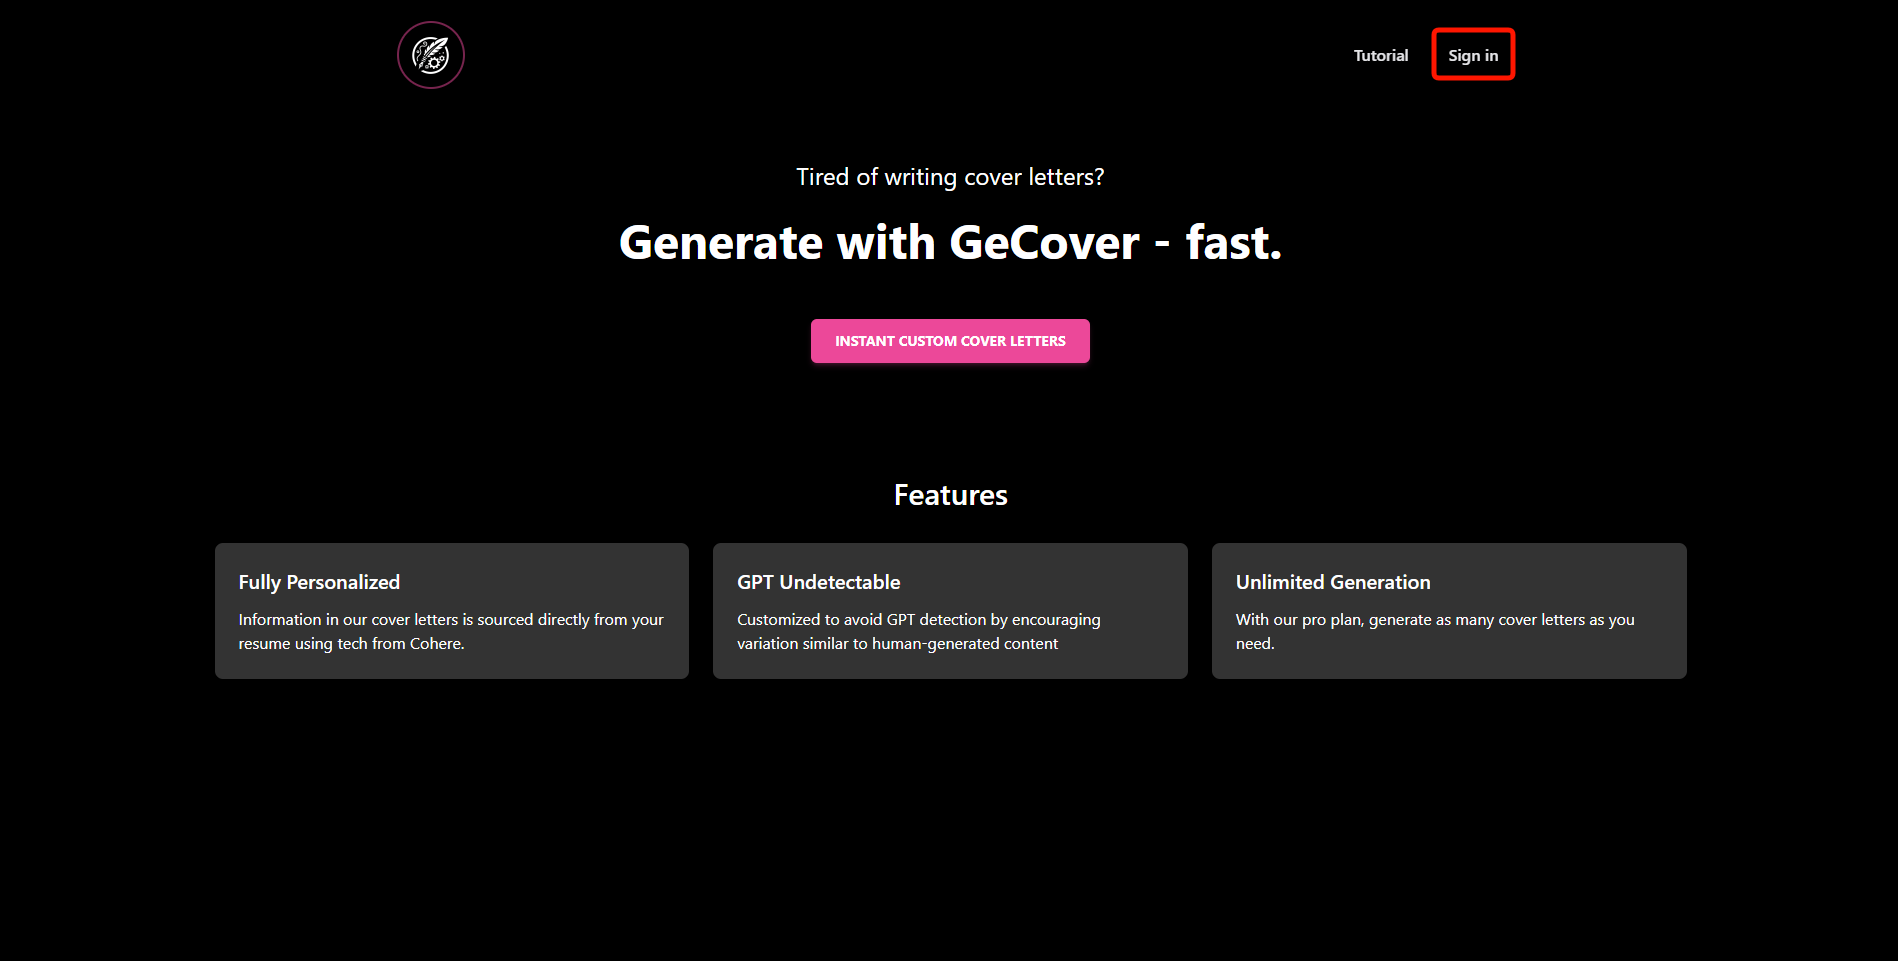 Tutorial
Sign in
Tired of writing cover letters?
Generate with GeCover - fast.
INSTANT CUSTOM COVER LETTERS
Features
Fully Personalized
Information in our cover letters is sourced directly from your
resume using tech from Cohere.
GPT Undetectable
Customized to avoid GPT detection by encouraging
variation similar to human-generated content
Unlimited Generation
With our pro plan, generate as many cover letters as you
need.